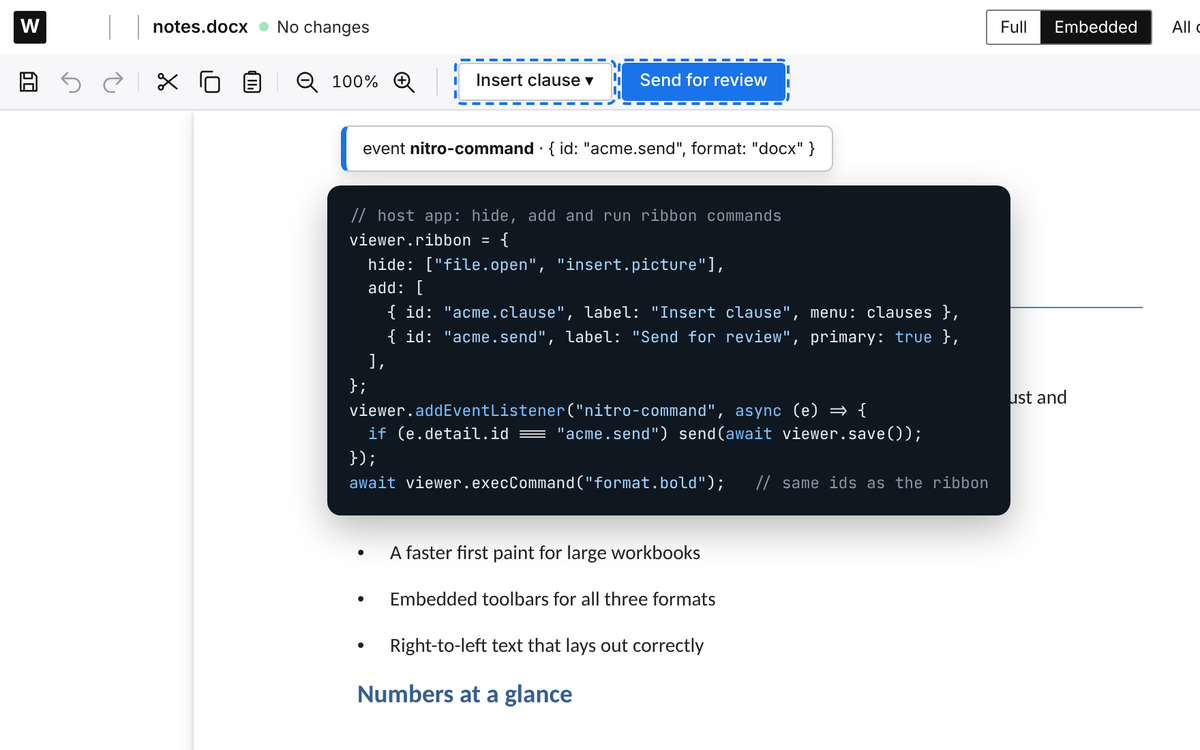 W
notes.docx No changes
Full Embedded All
100% Insert clause ▾ Send for review
event nitro-command · { id: "acme.send", format: "docx" }
// host app: hide, add and run ribbon commands
viewer.ribbon = {
  hide: ["file.open", "insert.picture"],
  add: [
    { id: "acme.clause", label: "Insert clause", menu: clauses },
    { id: "acme.send", label: "Send for review", primary: true },
  ],
};
viewer.addEventListener("nitro-command", async (e) => {
  if (e.detail.id === "acme.send") send(await viewer.save());
});
await viewer.execCommand("format.bold");   // same ids as the ribbon
and
• A faster first paint for large workbooks
• Embedded toolbars for all three formats
• Right-to-left text that lays out correctly
Numbers at a glance